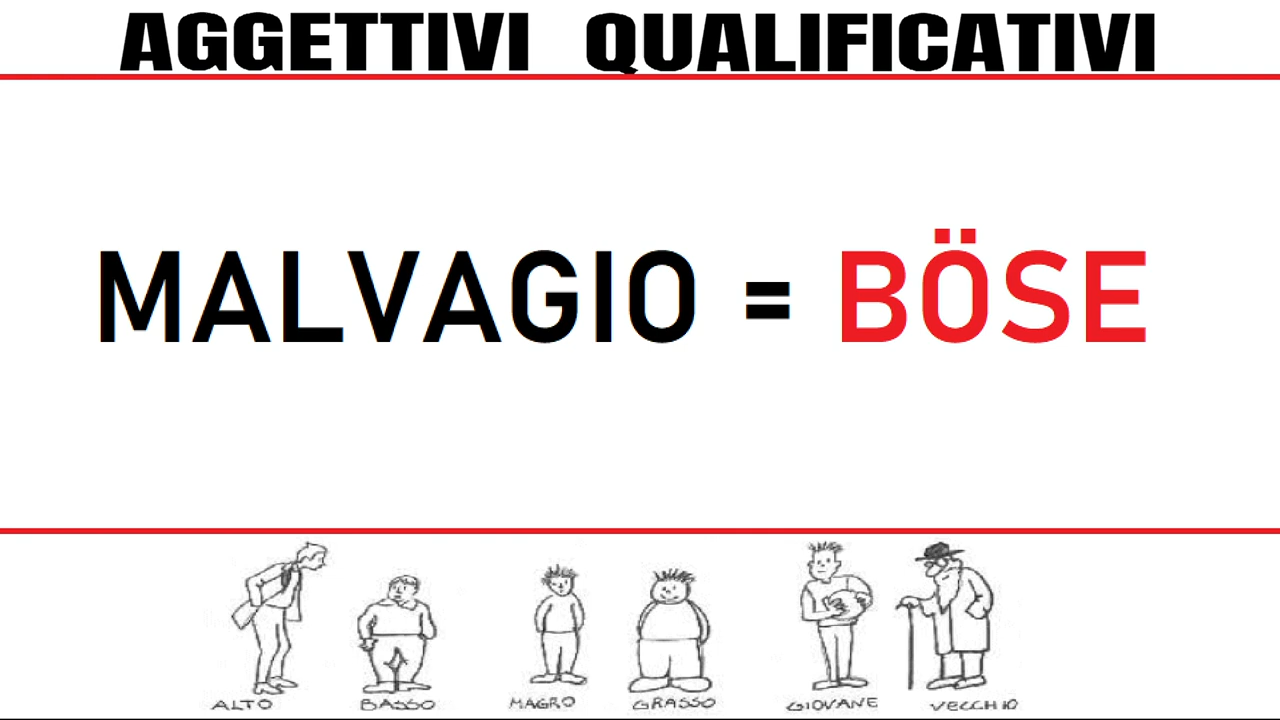 AGGETTIVI QUALIFICATIVI
MALVAGIO = BÖSE
ALTO BASSO MAGRO GRASSO GIOVANE VECCHIO